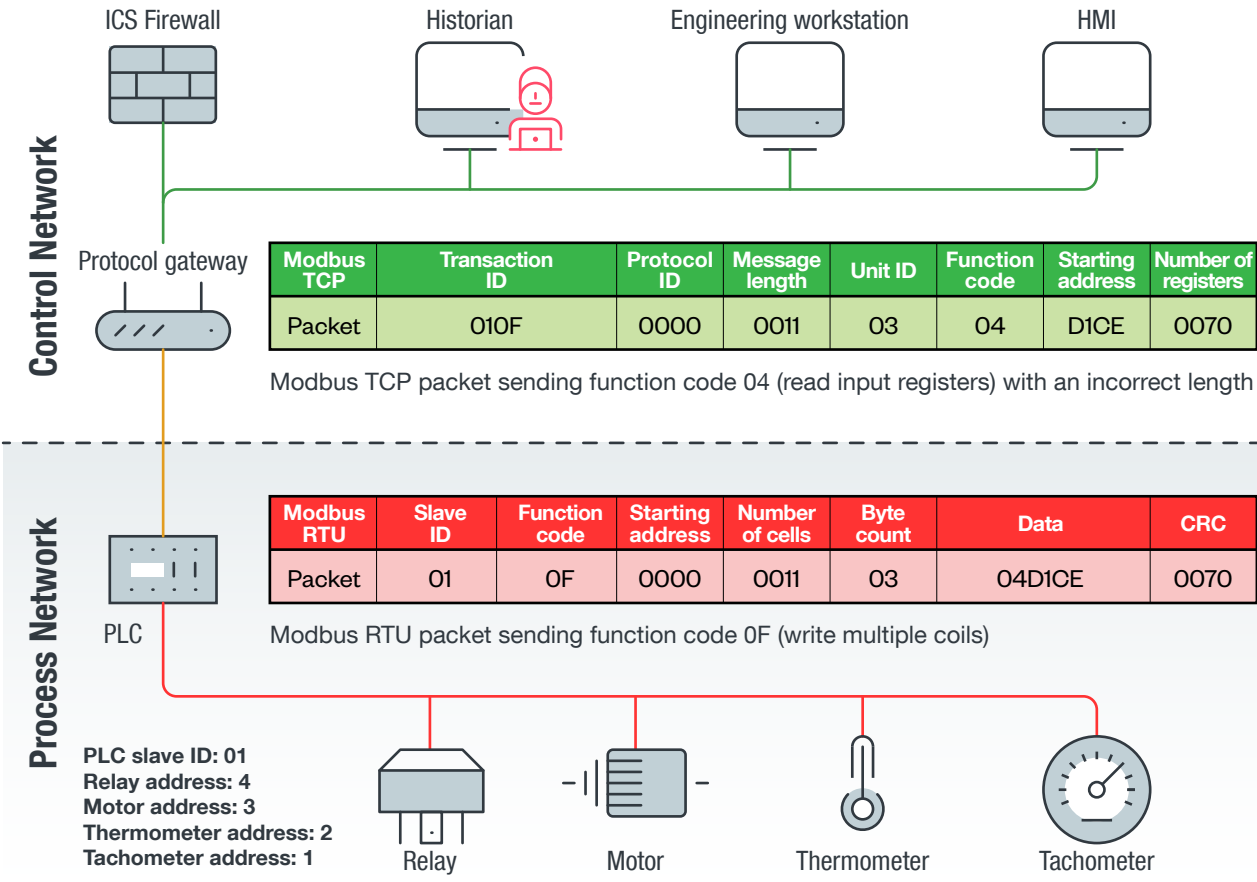 ICS Firewall
Historian
Engineering workstation
HMI
Control Network
Protocol gateway
Modbus TCP
Transaction ID
Protocol ID
Message length
Unit ID
Function code
Starting address
Number of registers
Packet
010F
0000
0011
03
04
D1CE
0070
Modbus TCP packet sending function code 04 (read input registers) with an incorrect length
Process Network
PLC
Modbus RTU
Slave ID
Function code
Starting address
Number of cells
Byte count
Data
CRC
Packet
01
0F
0000
0011
03
04D1CE
0070
Modbus RTU packet sending function code 0F (write multiple coils)
PLC slave ID: 01
Relay address: 4
Motor address: 3
Thermometer address: 2
Tachometer address: 1
Relay
Motor
Thermometer
Tachometer